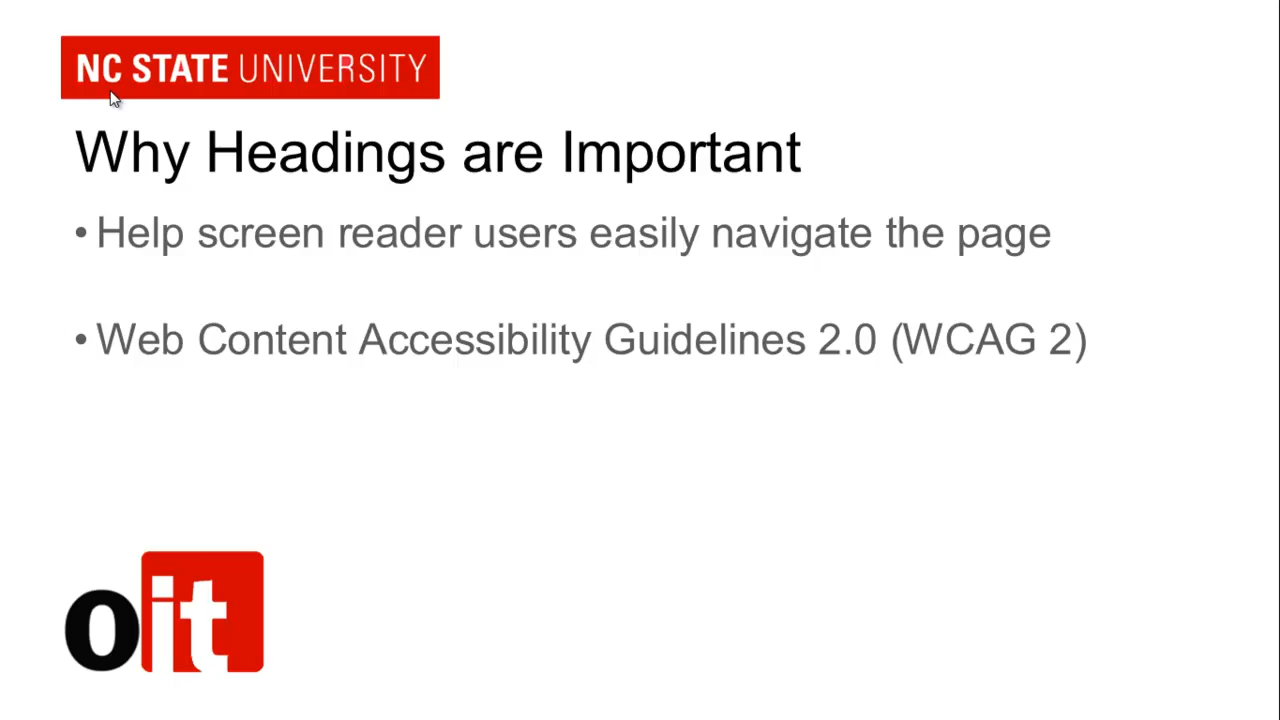 NC STATE UNIVERSITY
Why Headings are Important
• Help screen reader users easily navigate the page
• Web Content Accessibility Guidelines 2.0 (WCAG 2)
oit